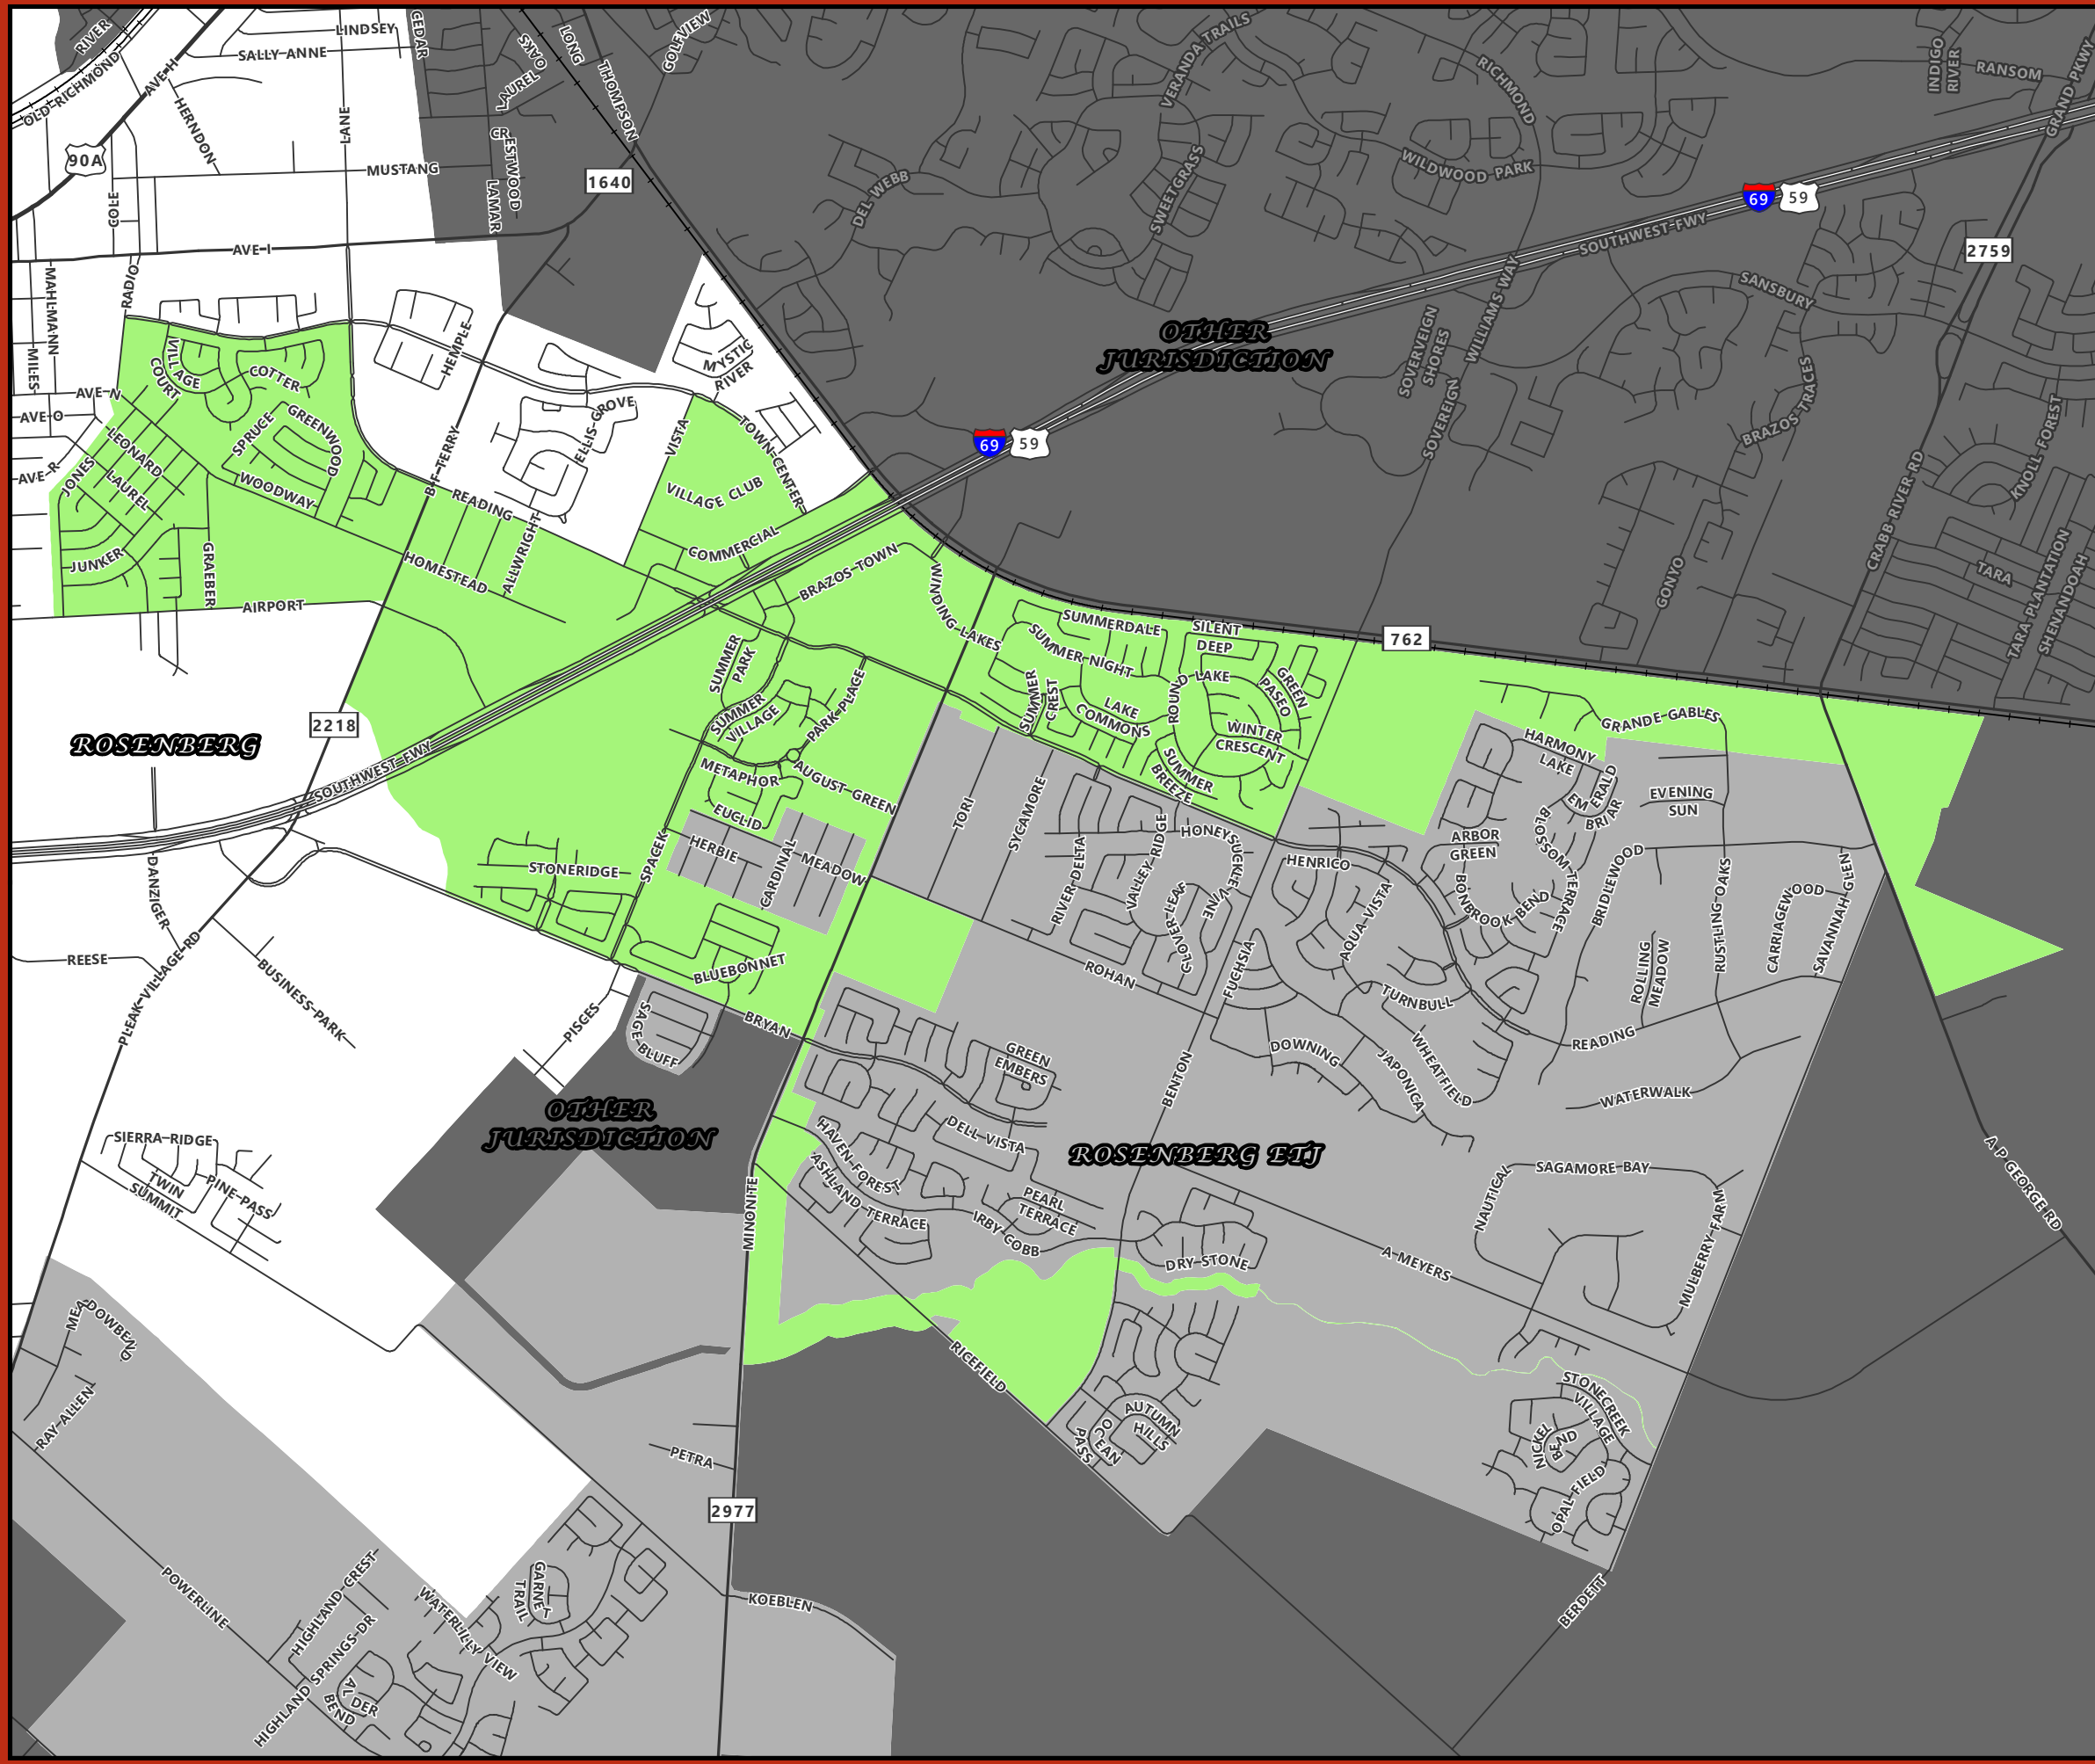 RIVER
OLD RICHMOND
AVE H
90A
HERNDON
SALLY ANNE
LINDSEY
LANE
CEDAR
MUSTANG
COLE
AVE I
RADIO
MAHLMANN
MILES
AVE N
AVE O
AVE R
LAUREL
OAKS
LONG
THOMPSON
GOLFVIEW
CRESTWOOD
LAMAR
1640
VERANDA TRAILS
RICHMOND
DEL WEBB
SWEETGRASS
WILDWOOD PARK
INDIGO
RIVER
RANSOM
GRAND PKWY
69
59
SOUTHWEST FWY
2759
SANSBURY
WILLIAMS WAY
SOVERVEIGN
SHORES
SOVEREIGN
BRAZOS TRACES
KNOLL FOREST
CRABB RIVER RD
GONYO
TARA
TARA PLANTATION
SHENANDOAH
OTHER
JURISDICTION
69
59
VILLAGE
COURT
COTTER
SPRUCE
GREENWOOD
LEONARD
LAUREL
JONES
WOODWAY
JUNKER
GRAEBER
AIRPORT
HEMPLE
B F TERRY
READING
ELLIS GROVE
ALLWRIGHT
HOMESTEAD
MYSTIC
RIVER
VISTA
TOWN CENTER
VILLAGE CLUB
COMMERCIAL
BRAZOS TOWN
WINDING LAKES
SUMMER
PARK
SUMMER
VILLAGE
PARK PLACE
METAPHOR
AUGUST GREEN
EUCLID
HERBIE
CARDINAL
MEADOW
SPACEK
STONERIDGE
BLUEBONNET
BRYAN
SUMMERDALE
SILENT
DEEP
SUMMER NIGHT
SUMMER
CREST
LAKE
COMMONS
ROUND LAKE
GREEN
PASEO
WINTER
CRESCENT
SUMMER
BREEZE
762
GRANDE GABLES
HARMONY
LAKE
EMERALD
BRIAR
EVENING
SUN
ARBOR
GREEN
BLOSSOM TERRACE
BONBROOK BEND
BRIDLEWOOD
RUSTLING OAKS
CARRIAGEWOOD
SAVANNAH GLEN
ROLLING
MEADOW
READING
WATERWALK
TORI
SYCAMORE
RIVER DELTA
VALLEY RIDGE
HONEYSUCKLE VINE
CLOVER LEAF
ROHAN
HENRICO
AQUA VISTA
FUCHSIA
TURNBULL
DOWNING
JAPONICA
WHEATFIELD
BENTON
ROSENBERG
2218
SOUTHWEST FWY
DANZIGER
REESE
PLEAK VILLAGE RD
BUSINESS PARK
PISCES
SAGE
BLUFF
OTHER
JURISDICTION
SIERRA RIDGE
TWIN
SUMMIT
PINE PASS
GREEN
EMBERS
DELL VISTA
HAVEN FOREST
ASHLAND TERRACE
PEARL
TERRACE
IRBY COBB
MINONITE
ROSENBERG ETJ
DRY STONE
A MEYERS
SAGAMORE BAY
NAUTICAL
MULBERRY FARM
A P GEORGE RD
RICEFIELD
AUTUMN
HILLS
OCEAN
PASS
STONECREEK
VILLAGE
NICKEL
BEND
OPAL FIELD
BERDETT
MEADOWBEND
RAY ALLEN
PETRA
2977
KOEBLEN
POWERLINE
HIGHLAND CREST
HIGHLAND SPRINGS DR
ALDER
BEND
WATERLILLY VIEW
GARNET
TRAIL